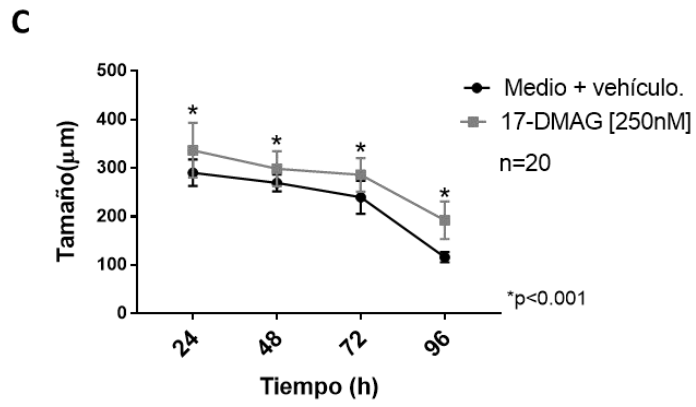 C
Tamaño(μm)
500
400
300
200
100
0
* * * *
24 48 72 96
Tiempo (h)
Medio + vehículo.
17-DMAG [250nM]
n=20
*p<0.001